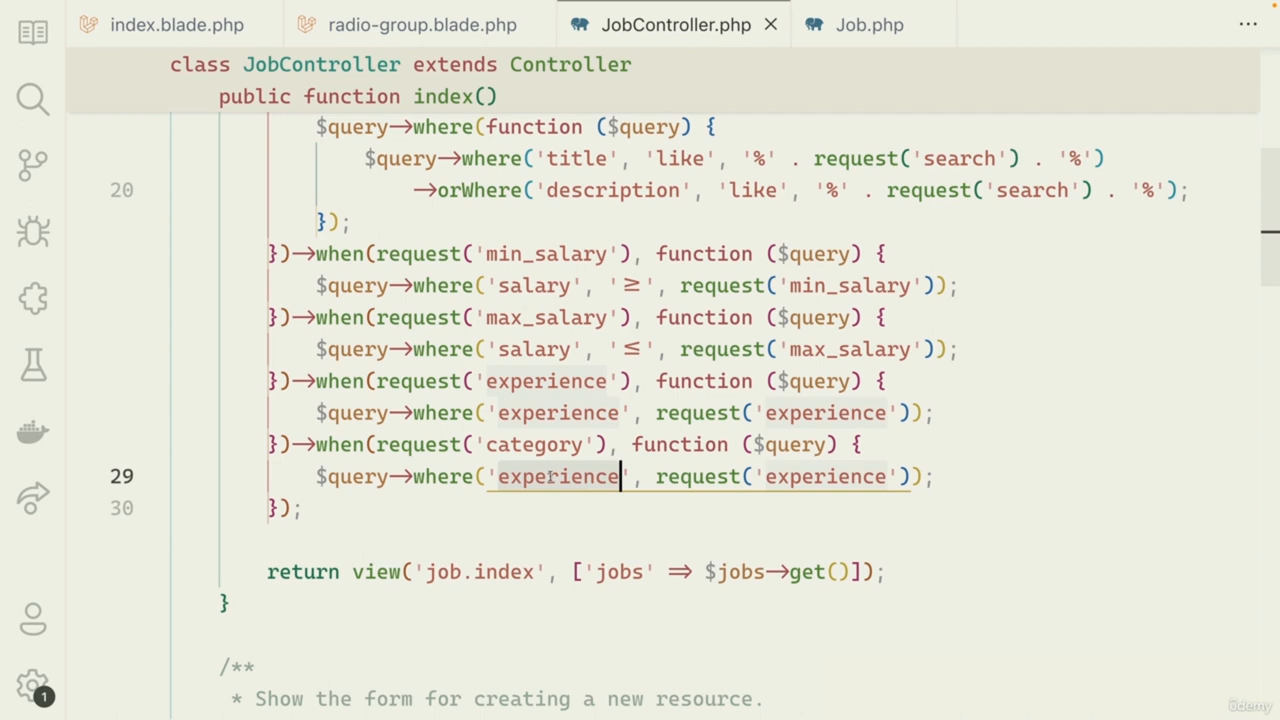 index.blade.php radio-group.blade.php JobController.php Job.php
class JobController extends Controller
public function index()
$query->where(function ($query) {
$query->where('title', 'like', '%' . request('search') . '%')
20 ->orWhere('description', 'like', '%' . request('search') . '%');
});
})->when(request('min_salary'), function ($query) {
$query->where('salary', '>=', request('min_salary'));
})->when(request('max_salary'), function ($query) {
$query->where('salary', '<=', request('max_salary'));
})->when(request('experience'), function ($query) {
$query->where('experience', request('experience'));
})->when(request('category'), function ($query) {
29 $query->where('experience', request('experience'));
30 });
return view('job.index', ['jobs' => $jobs->get()]);
}
/**
* Show the form for creating a new resource.
1
ûdemy